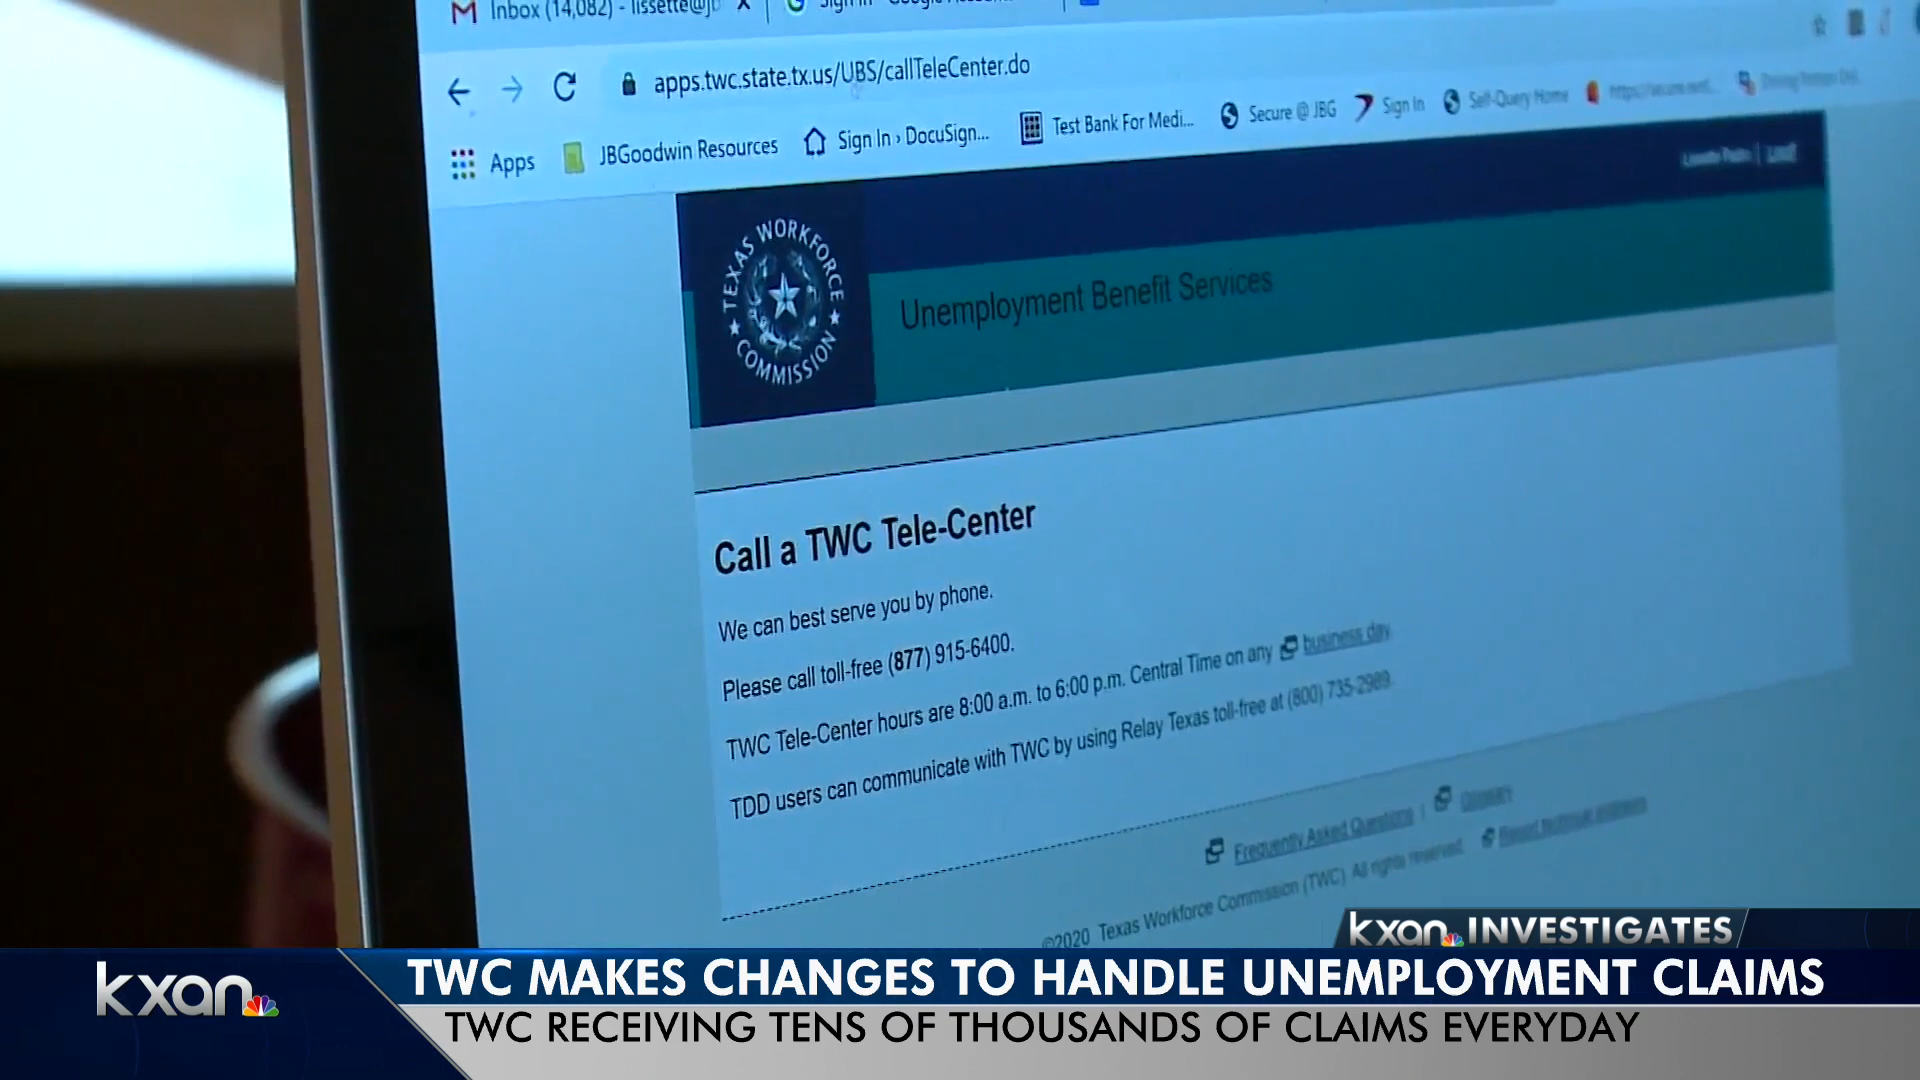 Inbox (14,082) - lissette@j
apps.twc.state.tx.us/UBS/callTeleCenter.do
Apps JBGoodwin Resources Sign In › DocuSign... Test Bank For Medi... Secure @ JBG Sign In Self-Query Home
TEXAS WORKFORCE COMMISSION
Unemployment Benefit Services
Call a TWC Tele-Center
We can best serve you by phone.
Please call toll-free (877) 915-6400.
TWC Tele-Center hours are 8:00 a.m. to 6:00 p.m. Central Time on any business day.
TDD users can communicate with TWC by using Relay Texas toll-free at (800) 735-2989.
Frequently Asked Questions | Glossary
©2020 Texas Workforce Commission (TWC) All rights reserved.
kxan INVESTIGATES
kxan
TWC MAKES CHANGES TO HANDLE UNEMPLOYMENT CLAIMS
TWC RECEIVING TENS OF THOUSANDS OF CLAIMS EVERYDAY